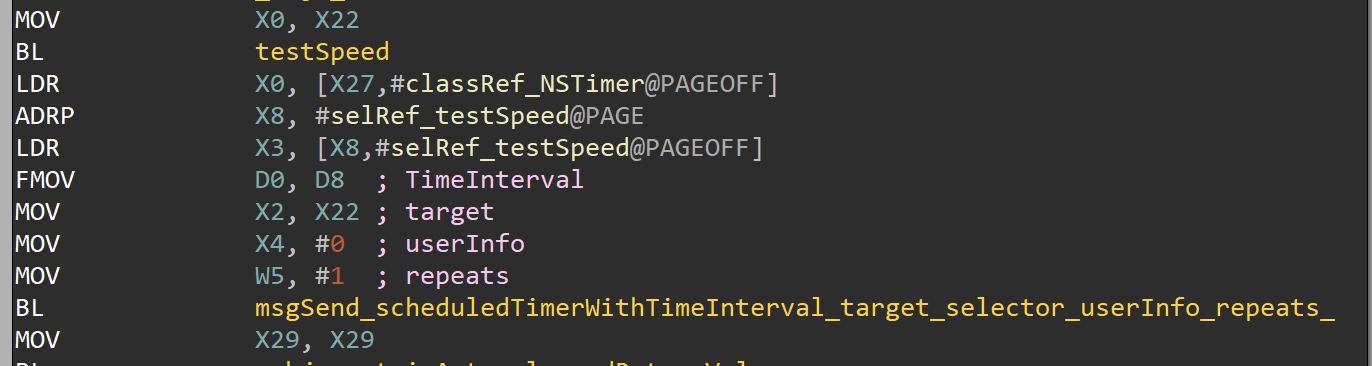 MOV X0, X22
BL testSpeed
LDR X0, [X27,#classRef_NSTimer@PAGEOFF]
ADRP X8, #selRef_testSpeed@PAGE
LDR X3, [X8,#selRef_testSpeed@PAGEOFF]
FMOV D0, D8 ; TimeInterval
MOV X2, X22 ; target
MOV X4, #0 ; userInfo
MOV W5, #1 ; repeats
BL msgSend_scheduledTimerWithTimeInterval_target_selector_userInfo_repeats_
MOV X29, X29